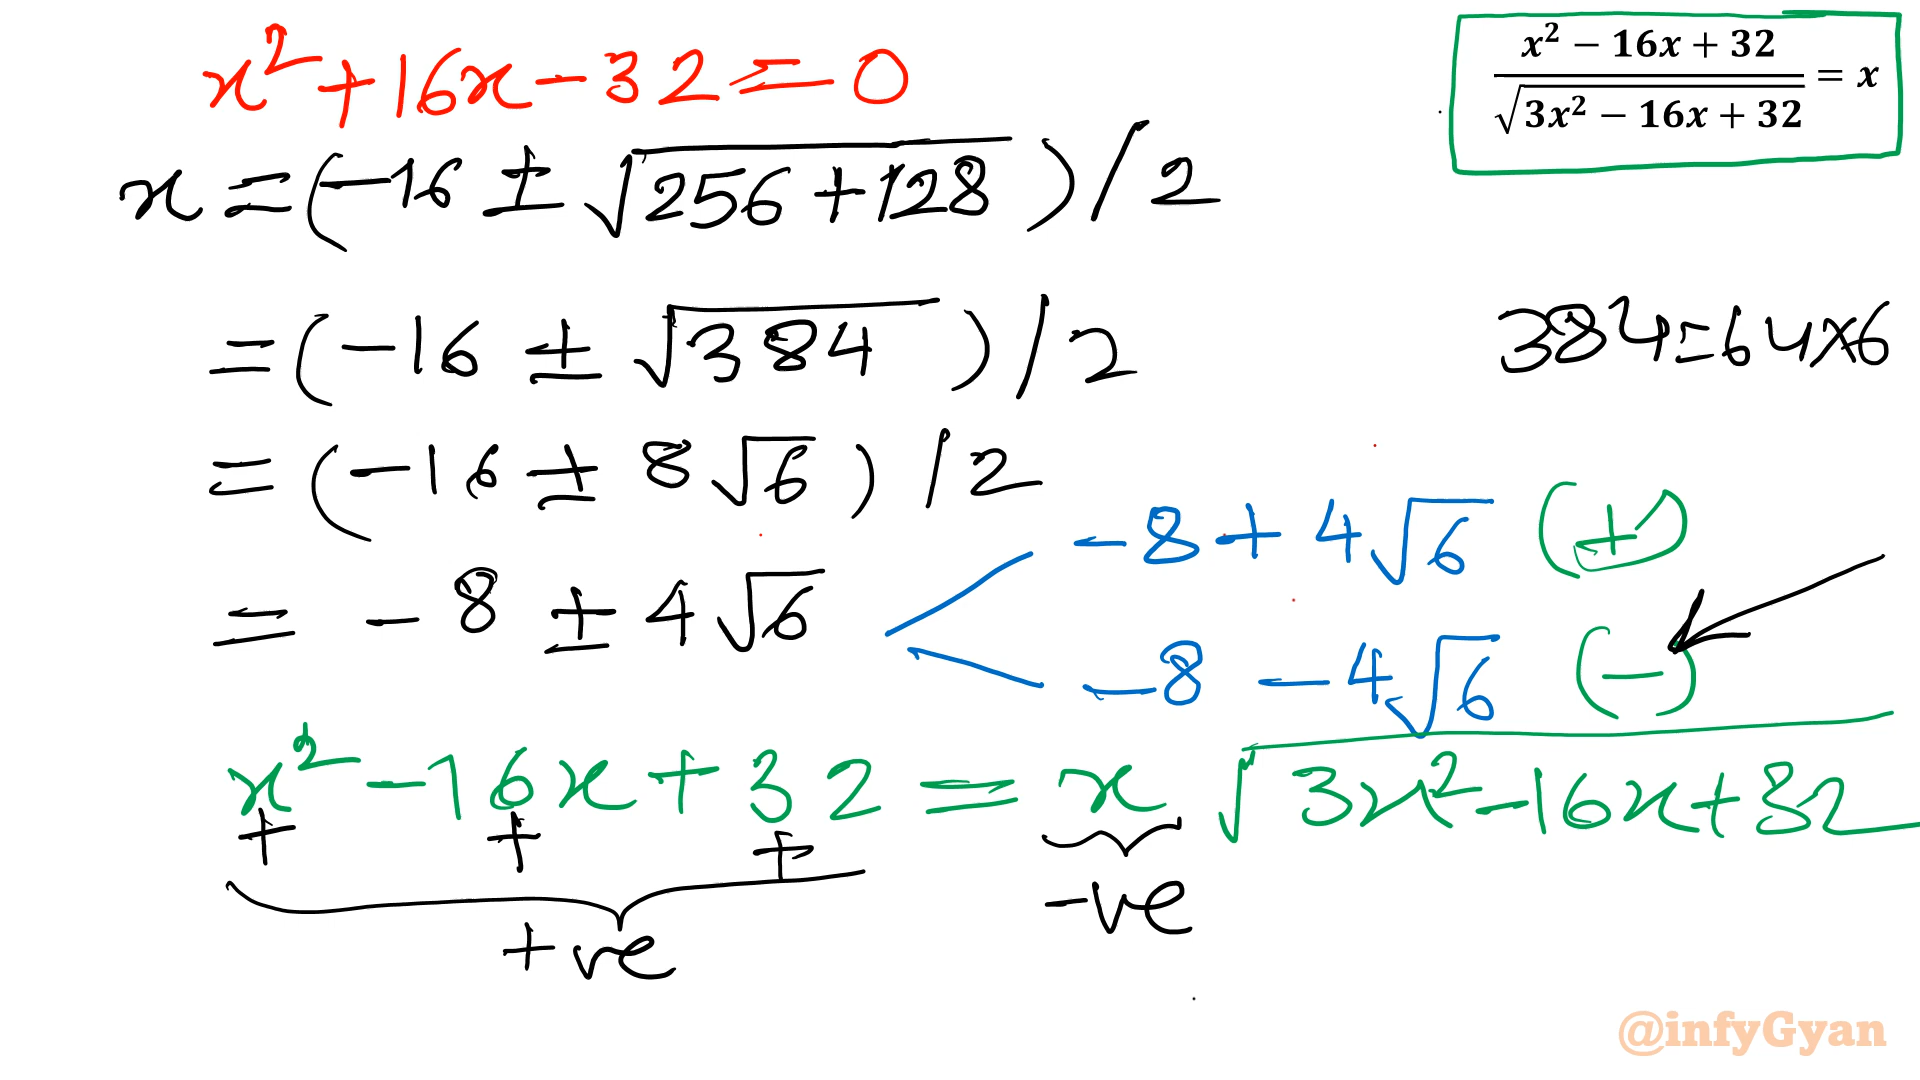 x² + 16x − 32 = 0
x² − 16x + 32 / √(3x² − 16x + 32) = x
x = (−16 ± √(256 + 128)) / 2
= (−16 ± √384) / 2
384 = 64 × 6
= (−16 ± 8√6) / 2
−8 + 4√6 (+)
= −8 ± 4√6
−8 − 4√6 (−)
x² − 16x + 32 = x √(3x² − 16x + 32)
+ + +
+ve
−ve
@infyGyan